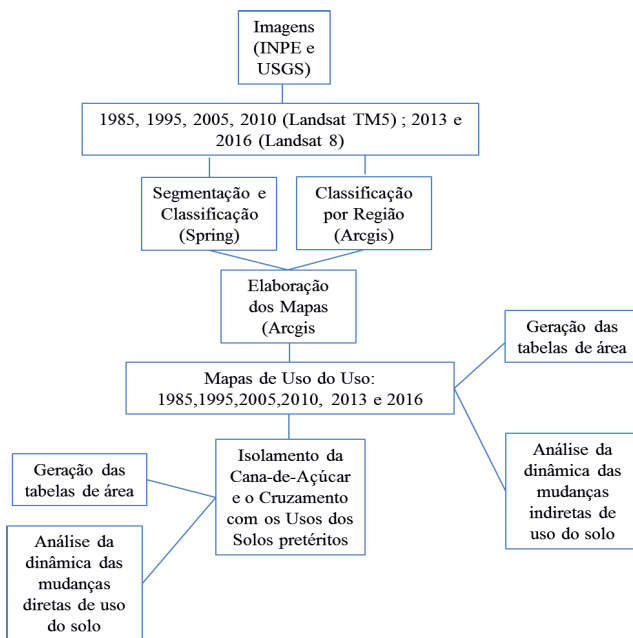 Imagens
(INPE e
USGS)
1985, 1995, 2005, 2010 (Landsat TM5) ; 2013 e
2016 (Landsat 8)
Segmentação e
Classificação
(Spring)
Classificação
por Região
(Arcgis)
Elaboração
dos Mapas
(Arcgis
Mapas de Uso do Uso:
1985,1995,2005,2010, 2013 e 2016
Geração das
tabelas de área
Análise da
dinâmica das
mudanças
indiretas de
uso do solo
Isolamento da
Cana-de-Açúcar
e o Cruzamento
com os Usos dos
Solos pretéritos
Geração das
tabelas de área
Análise da
dinâmica das
mudanças
diretas de uso
do solo